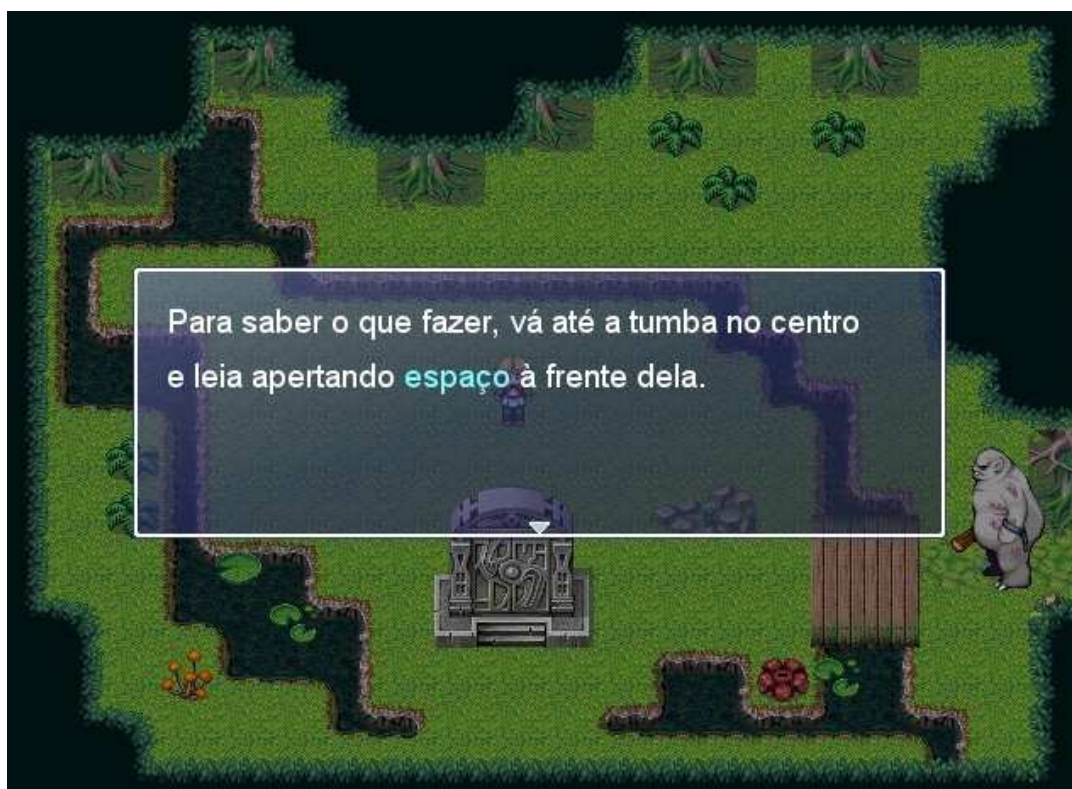 Para saber o que fazer, vá até a tumba no centro
e leia apertando espaço à frente dela.